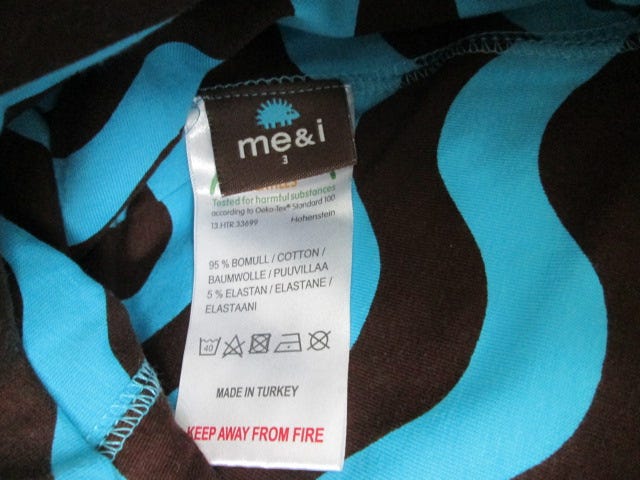 me&i
3
Tested for harmful substances
according to Oeko-Tex® Standard 100
13.HTR.33699 Hohenstein
95 % BOMULL / COTTON /
BAUMWOLLE / PUUVILLAA
5 % ELASTAN / ELASTANE /
ELASTAANI
40
MADE IN TURKEY
KEEP AWAY FROM FIRE